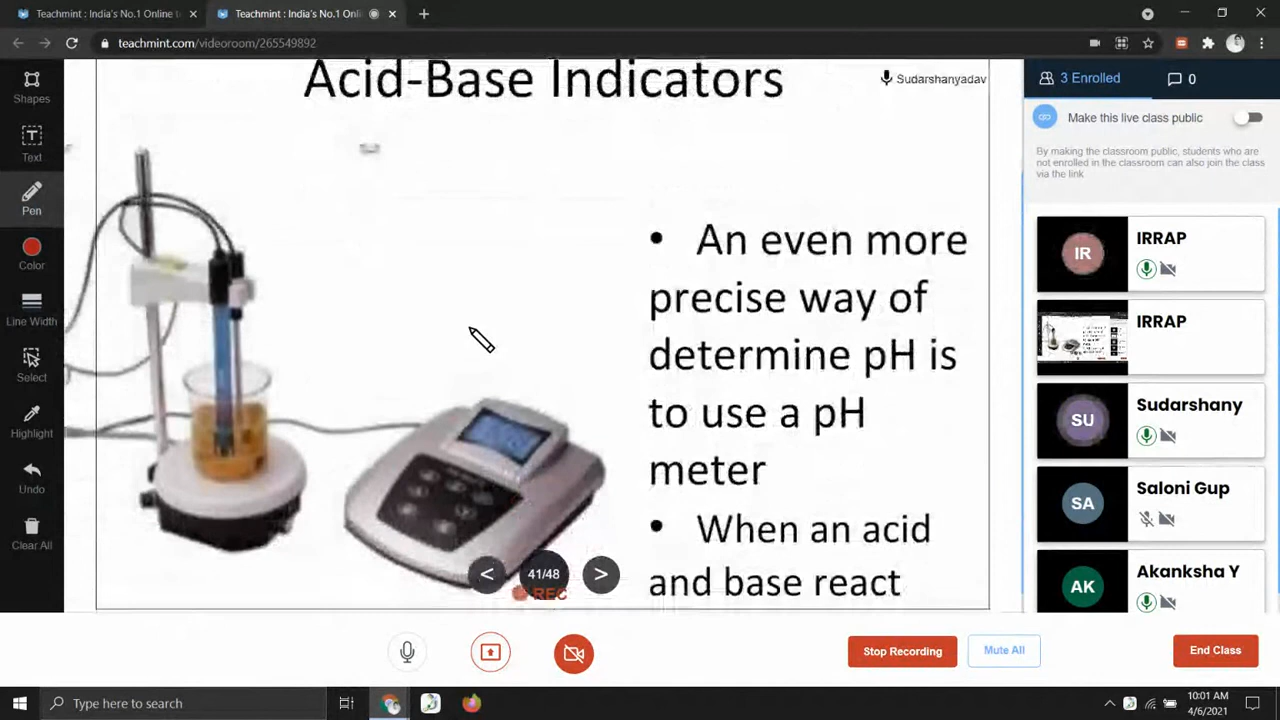 Teachmint : India's No.1 Online t
Teachmint : India's No.1 Onli
teachmint.com/videoroom/265549892
Shapes
Text
Pen
Color
Line Width
Select
Highlight
Undo
Clear All
Acid-Base Indicators
Sudarshanyadav
• An even more
precise way of
determine pH is
to use a pH
meter
• When an acid
and base react
41/48
REC
3 Enrolled
0
Make this live class public
By making the classroom public, students who are
not enrolled in the classroom can also join the class
via the link
IR
IRRAP
IRRAP
SU
Sudarshany
SA
Saloni Gup
AK
Akanksha Y
Stop Recording
Mute All
End Class
Type here to search
10:01 AM
4/6/2021